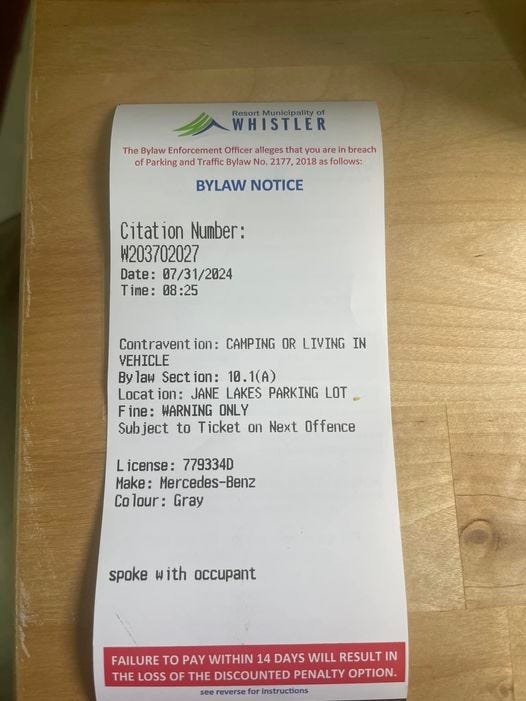 Resort Municipality of
WHISTLER
The Bylaw Enforcement Officer alleges that you are in breach
of Parking and Traffic Bylaw No. 2177, 2018 as follows:
BYLAW NOTICE
Citation Number:
W203702027
Date: 07/31/2024
Time: 08:25
Contravention: CAMPING OR LIVING IN
VEHICLE
Bylaw Section: 10.1(A)
Location: JANE LAKES PARKING LOT
Fine: WARNING ONLY
Subject to Ticket on Next Offence
License: 779334D
Make: Mercedes-Benz
Colour: Gray
spoke with occupant
FAILURE TO PAY WITHIN 14 DAYS WILL RESULT IN
THE LOSS OF THE DISCOUNTED PENALTY OPTION.
see reverse for instructions